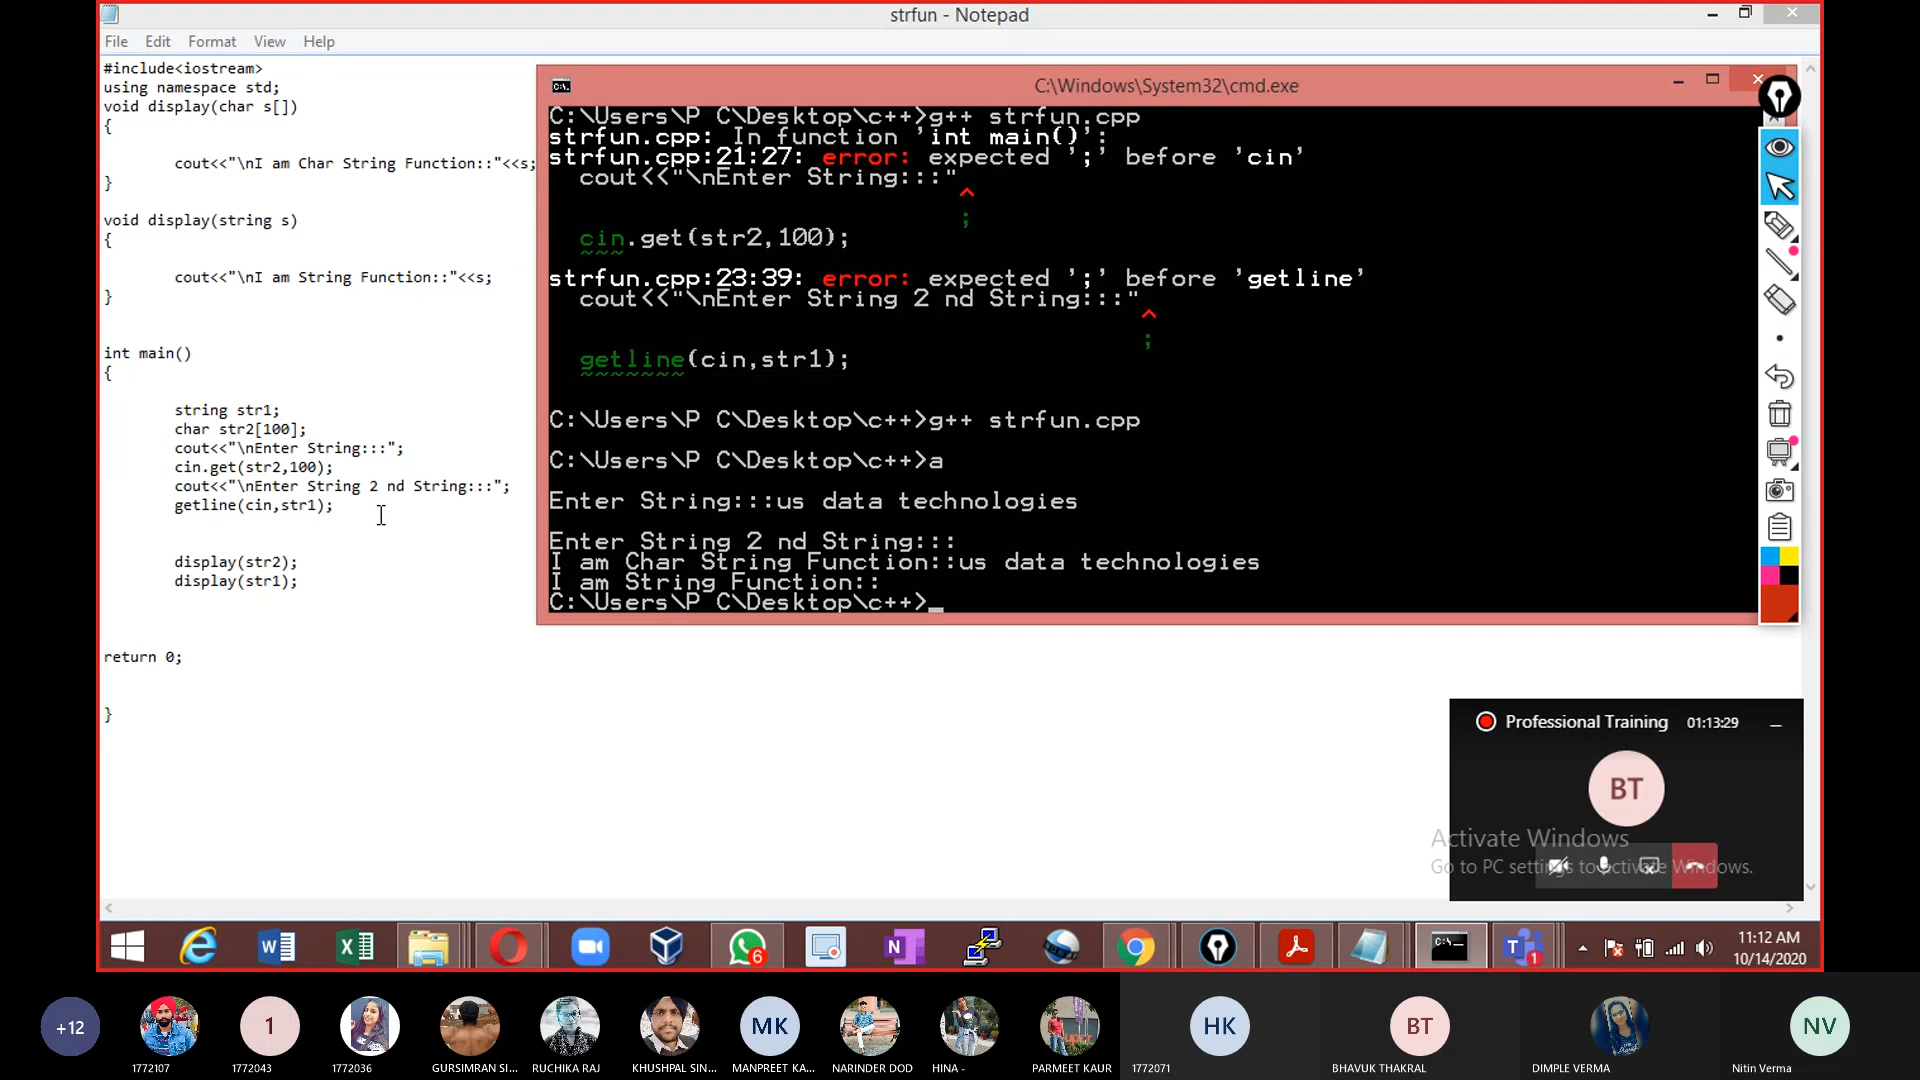 strfun - Notepad
File Edit Format View Help
#include<iostream>
using namespace std;
void display(char s[])
{
cout<<"\nI am Char String Function::"<<s;
}
void display(string s)
{
cout<<"\nI am String Function::"<<s;
}
int main()
{
string str1;
char str2[100];
cout<<"\nEnter String:::";
cin.get(str2,100);
cout<<"\nEnter String 2 nd String:::";
getline(cin,str1);
display(str2);
display(str1);
return 0;
}
C:\Windows\System32\cmd.exe
C:\Users\P C\Desktop\c++>g++ strfun.cpp
strfun.cpp: In function 'int main()':
strfun.cpp:21:27: error: expected ';' before 'cin'
cout<<"\nEnter String:::"
^
;
cin.get(str2,100);
~~~
strfun.cpp:23:39: error: expected ';' before 'getline'
cout<<"\nEnter String 2 nd String:::"
^
;
getline(cin,str1);
~~~~~~~
C:\Users\P C\Desktop\c++>g++ strfun.cpp
C:\Users\P C\Desktop\c++>a
Enter String:::us data technologies
Enter String 2 nd String:::
I am Char String Function::us data technologies
I am String Function::
C:\Users\P C\Desktop\c++>_
Professional Training 01:13:29
BT
Activate Windows
Go to PC settings to activate Windows.
6
1
11:12 AM
10/14/2020
+12
1
MK
HK
BT
NV
1772107
1772043
1772036
GURSIMRAN SI...
RUCHIKA RAJ
KHUSHPAL SIN...
MANPREET KA...
NARINDER DOD
HINA -
PARMEET KAUR
1772071
BHAVUK THAKRAL
DIMPLE VERMA
Nitin Verma